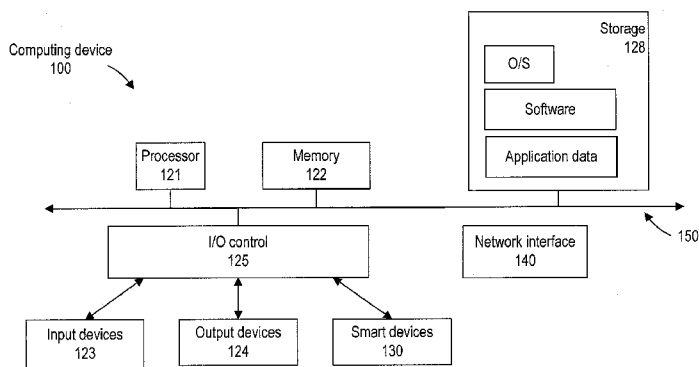 Computing device
100
Storage
128
O/S
Software
Application data
Processor
121
Memory
122
150
I/O control
125
Network interface
140
Input devices
123
Output devices
124
Smart devices
130